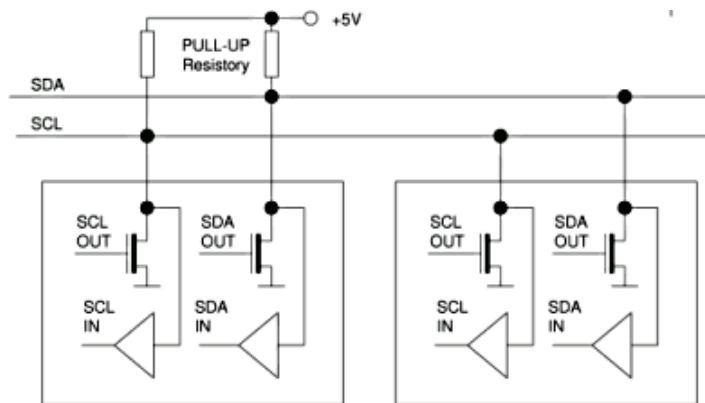 +5V
PULL-UP
Resistory
SDA
SCL
SCL
OUT
SDA
OUT
SCL
OUT
SDA
OUT
SCL
IN
SDA
IN
SCL
IN
SDA
IN